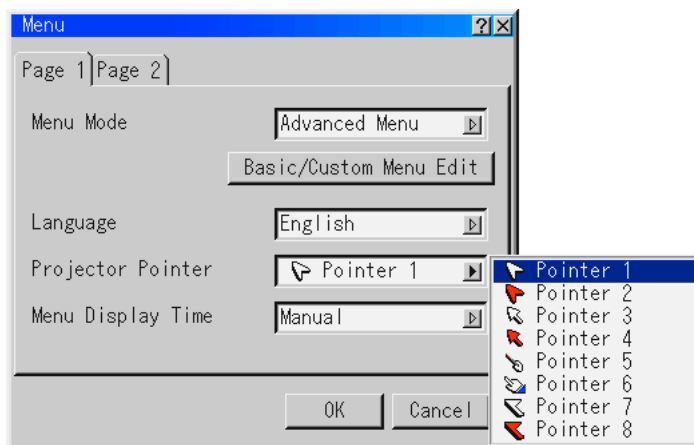 Menu
Page 1 Page 2
Menu Mode Advanced Menu
Basic/Custom Menu Edit
Language English
Projector Pointer Pointer 1
Menu Display Time Manual
OK Cancel
Pointer 1
Pointer 2
Pointer 3
Pointer 4
Pointer 5
Pointer 6
Pointer 7
Pointer 8